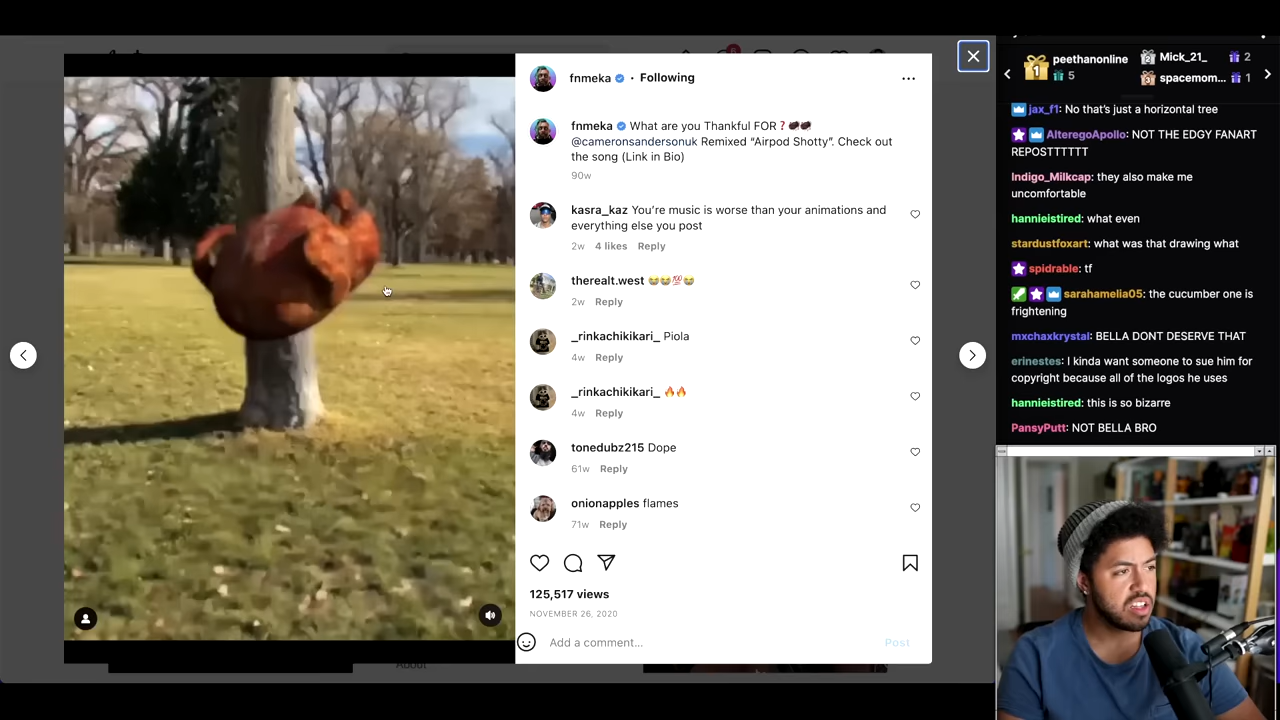 fnmeka • Following
fnmeka What are you Thankful FOR❓
@cameronsandersonuk Remixed “Airpod Shotty”. Check out
the song (Link in Bio)
90w
kasra_kaz You’re music is worse than your animations and
everything else you post
2w 4 likes Reply
therealt.west 😭😭💯😭
2w Reply
_rinkachikikari_ Piola
4w Reply
_rinkachikikari_ 🔥🔥
4w Reply
tonedubz215 Dope
61w Reply
onionapples flames
71w Reply
125,517 views
NOVEMBER 26, 2020
Add a comment...
Post
About
peethanonline
5
Mick_21_ 2
spacemom... 1
jax_f1: No that’s just a horizontal tree
AlteregoApollo: NOT THE EDGY FANART
REPOSTTTTTT
Indigo_Milkcap: they also make me
uncomfortable
hannieistired: what even
stardustfoxart: what was that drawing what
spidrable: tf
sarahamelia05: the cucumber one is
frightening
mxchaxkrystal: BELLA DONT DESERVE THAT
erinestes: I kinda want someone to sue him for
copyright because all of the logos he uses
hannieistired: this is so bizarre
PansyPutt: NOT BELLA BRO